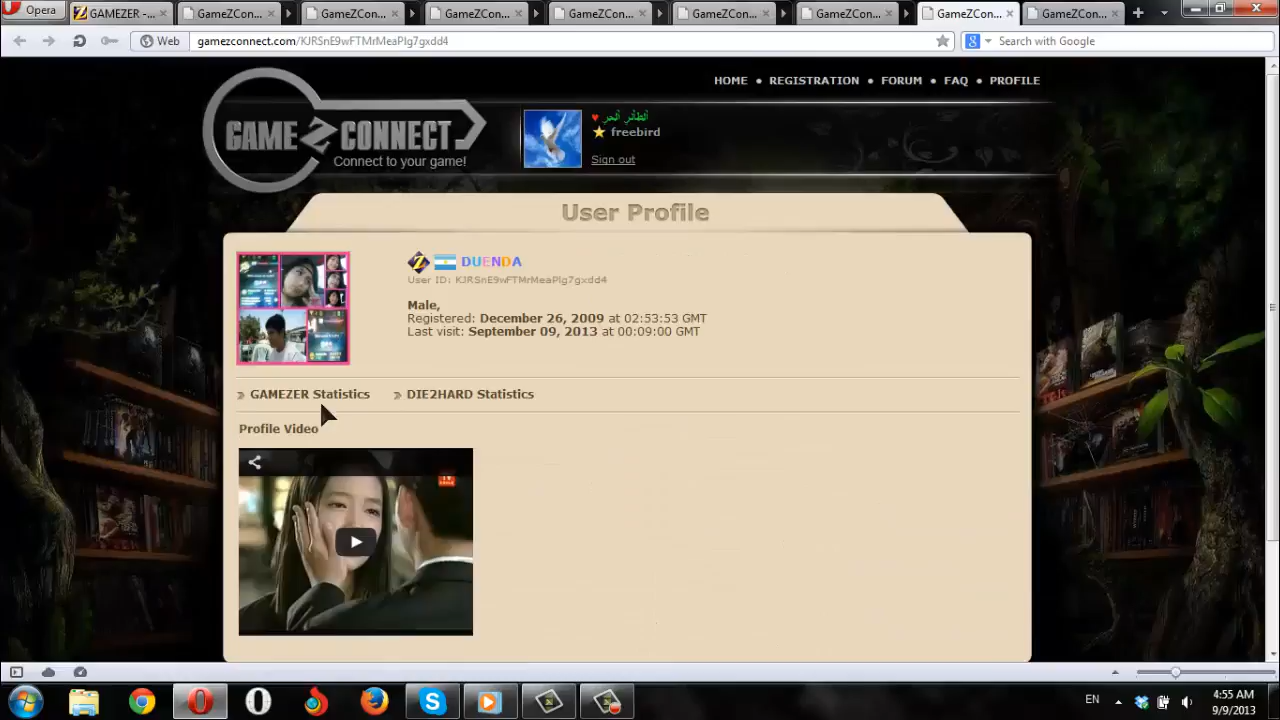 Opera
GAMEZER -...
GameZCon...
GameZCon...
GameZCon...
GameZCon...
GameZCon...
GameZCon...
GameZCon...
GameZCon...
Web
gamezconnect.com/KJRSnE9wFTMrMeaPlg7gxdd4
Search with Google
HOME • REGISTRATION • FORUM • FAQ • PROFILE
GAME Z CONNECT
Connect to your game!
ألطائر ألحر
freebird
Sign out
User Profile
DUENDA
User ID: KJRSnE9wFTMrMeaPlg7gxdd4
Male,
Registered: December 26, 2009 at 02:53:53 GMT
Last visit: September 09, 2013 at 00:09:00 GMT
» GAMEZER Statistics » DIE2HARD Statistics
Profile Video
EN
4:55 AM
9/9/2013